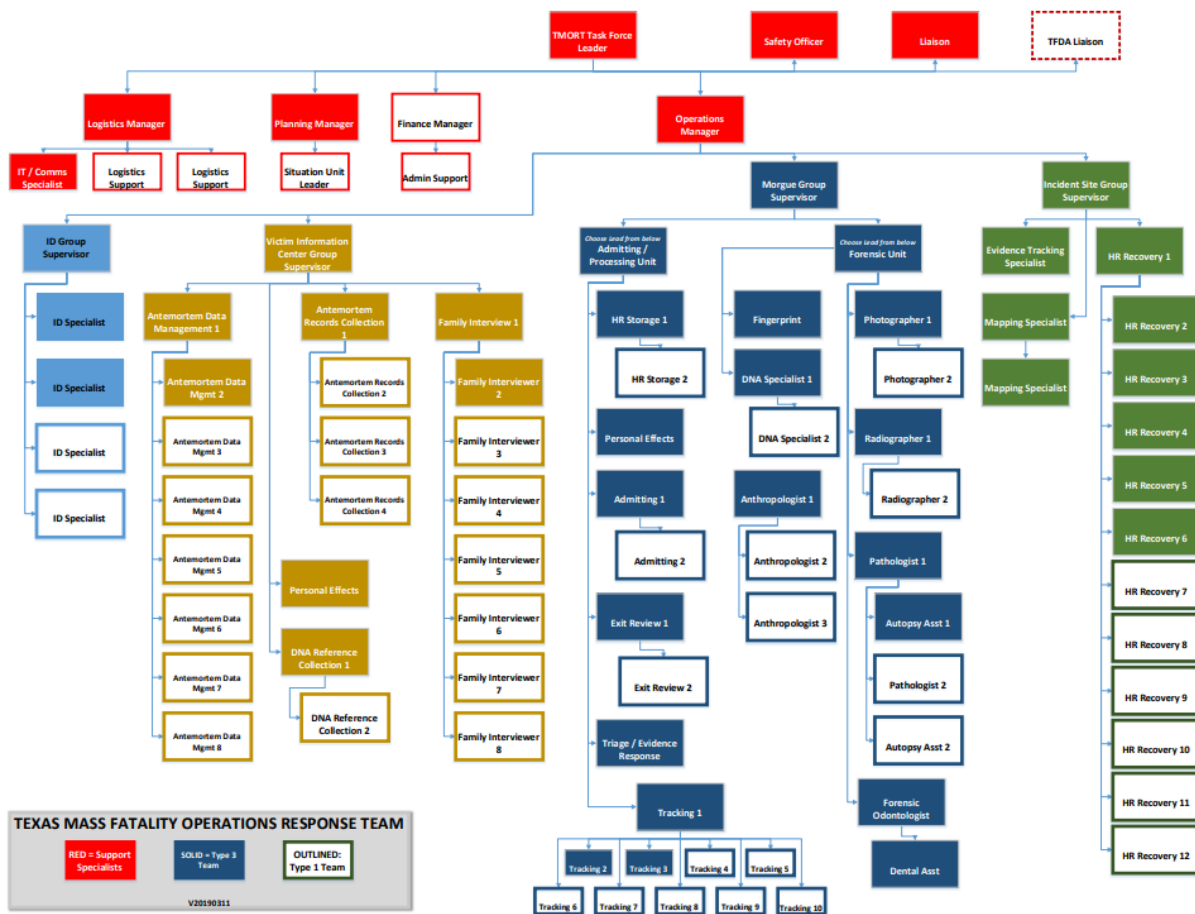 TMORT Task Force
Leader
Safety Officer
Liaison
TFDA Liaison
Logistics Manager
Planning Manager
Finance Manager
Operations
Manager
IT / Comms
Specialist
Logistics
Support
Logistics
Support
Situation Unit
Leader
Admin Support
Morgue Group
Supervisor
Incident Site Group
Supervisor
ID Group
Supervisor
Victim Information
Center Group
Supervisor
Choose Lead from below
Admitting /
Processing Unit
Choose Lead from below
Forensic Unit
Evidence Tracking
Specialist
HR Recovery 1
ID Specialist
ID Specialist
ID Specialist
ID Specialist
Antemortem Data
Management 1
Antemortem Data
Mgmt 2
Antemortem Data
Mgmt 3
Antemortem Data
Mgmt 4
Antemortem Data
Mgmt 5
Antemortem Data
Mgmt 6
Antemortem Data
Mgmt 7
Antemortem Data
Mgmt 8
Antemortem
Records Collection
1
Antemortem Records
Collection 2
Antemortem Records
Collection 3
Antemortem Records
Collection 4
Personal Effects
DNA Reference
Collection 1
DNA Reference
Collection 2
Family Interview 1
Family Interviewer
2
Family Interviewer
3
Family Interviewer
4
Family Interviewer
5
Family Interviewer
6
Family Interviewer
7
Family Interviewer
8
HR Storage 1
HR Storage 2
Personal Effects
Admitting 1
Admitting 2
Exit Review 1
Exit Review 2
Triage / Evidence
Response
Tracking 1
Tracking 2
Tracking 3
Tracking 4
Tracking 5
Tracking 6
Tracking 7
Tracking 8
Tracking 9
Tracking 10
Fingerprint
DNA Specialist 1
DNA Specialist 2
Anthropologist 1
Anthropologist 2
Anthropologist 3
Photographer 1
Photographer 2
Radiographer 1
Radiographer 2
Pathologist 1
Autopsy Asst 1
Pathologist 2
Autopsy Asst 2
Forensic
Odontologist
Dental Asst
Mapping Specialist
Mapping Specialist
HR Recovery 2
HR Recovery 3
HR Recovery 4
HR Recovery 5
HR Recovery 6
HR Recovery 7
HR Recovery 8
HR Recovery 9
HR Recovery 10
HR Recovery 11
HR Recovery 12
TEXAS MASS FATALITY OPERATIONS RESPONSE TEAM
RED = Support
Specialists
SOLID = Type 3
Team
OUTLINED:
Type 1 Team
V20190311